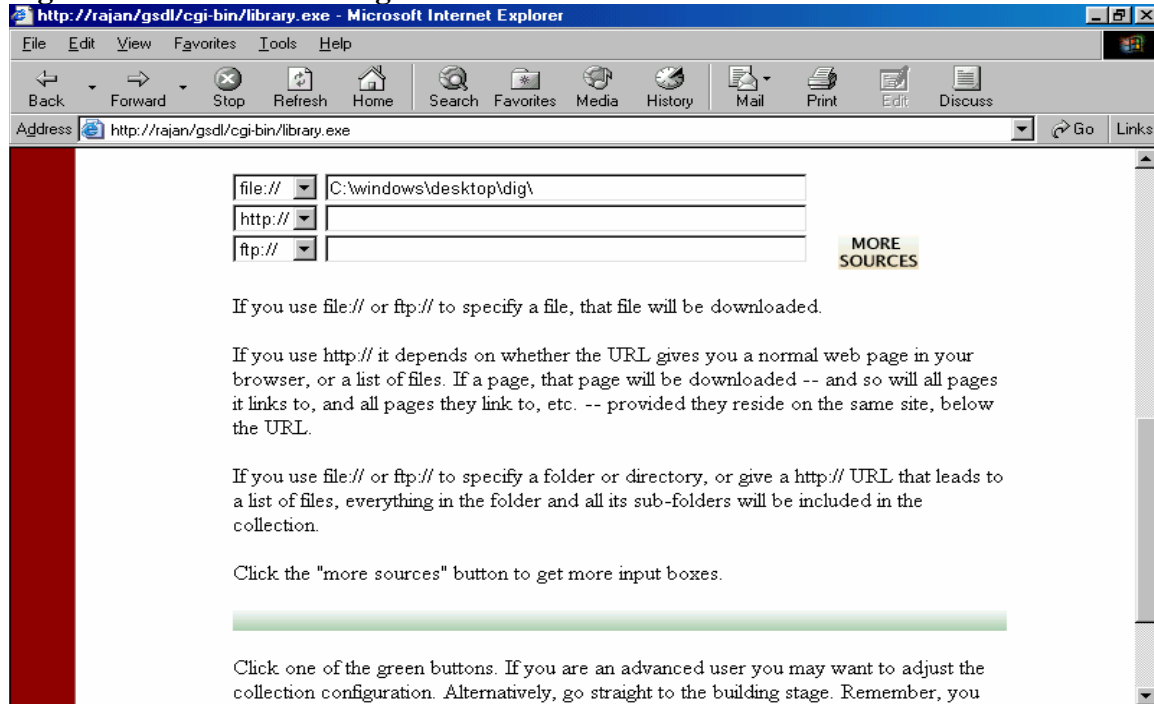 http://rajan/gsdl/cgi-bin/library.exe - Microsoft Internet Explorer
File Edit View Favorites Tools Help
Back Forward Stop Refresh Home Search Favorites Media History Mail Print Edit Discuss
Address http://rajan/gsdl/cgi-bin/library.exe Go Links
file:// C:\windows\desktop\dig\
http://
ftp://
MORE
SOURCES
If you use file:// or ftp:// to specify a file, that file will be downloaded.
If you use http:// it depends on whether the URL gives you a normal web page in your
browser, or a list of files. If a page, that page will be downloaded -- and so will all pages
it links to, and all pages they link to, etc. -- provided they reside on the same site, below
the URL.
If you use file:// or ftp:// to specify a folder or directory, or give a http:// URL that leads to
a list of files, everything in the folder and all its sub-folders will be included in the
collection.
Click the "more sources" button to get more input boxes.
Click one of the green buttons. If you are an advanced user you may want to adjust the
collection configuration. Alternatively, go straight to the building stage. Remember, you